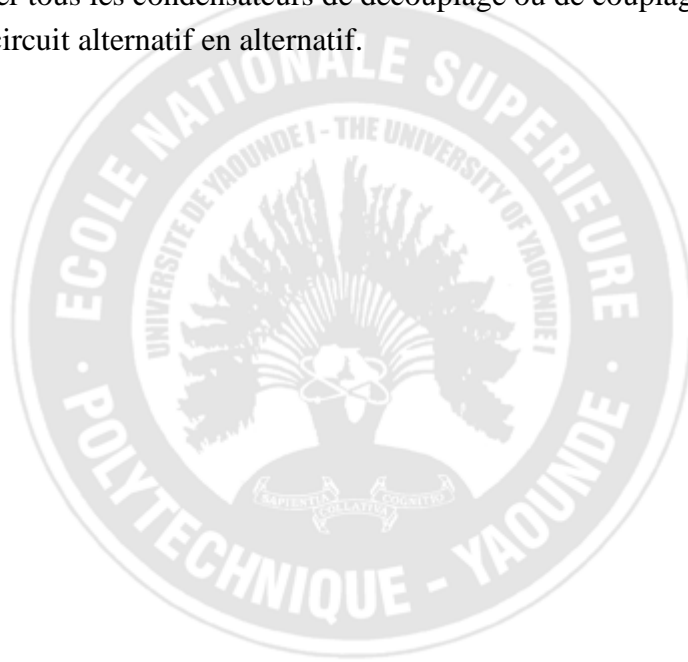 er tous les condensateurs de découplage ou de couplag
circuit alternatif en alternatif.
ECOLE NATIONALE SUPERIEURE
UNIVERSITE DE YAOUNDE I - THE UNIVERSITY OF YAOUNDE I
SAPIENTIA COLLATIVA COGNITIO
POLYTECHNIQUE - YAOUNDE